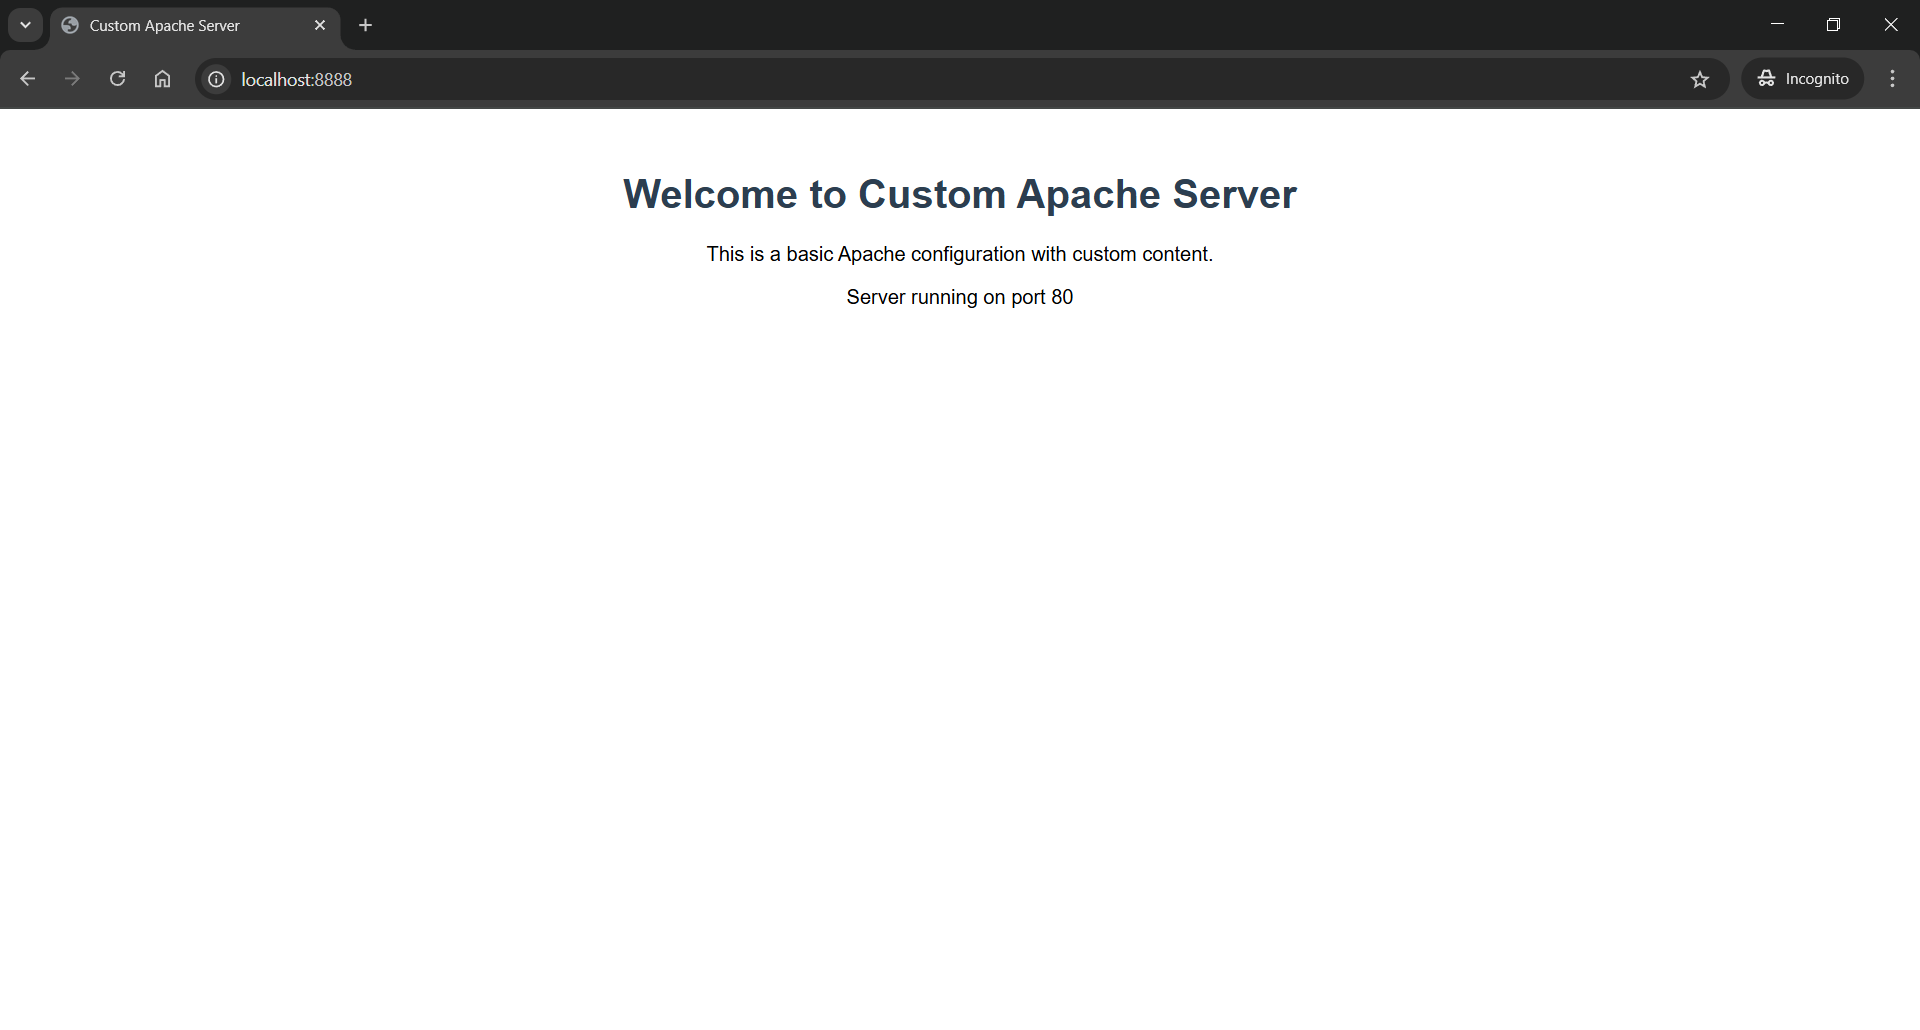 Custom Apache Server
localhost:8888
Incognito
Welcome to Custom Apache Server
This is a basic Apache configuration with custom content.
Server running on port 80